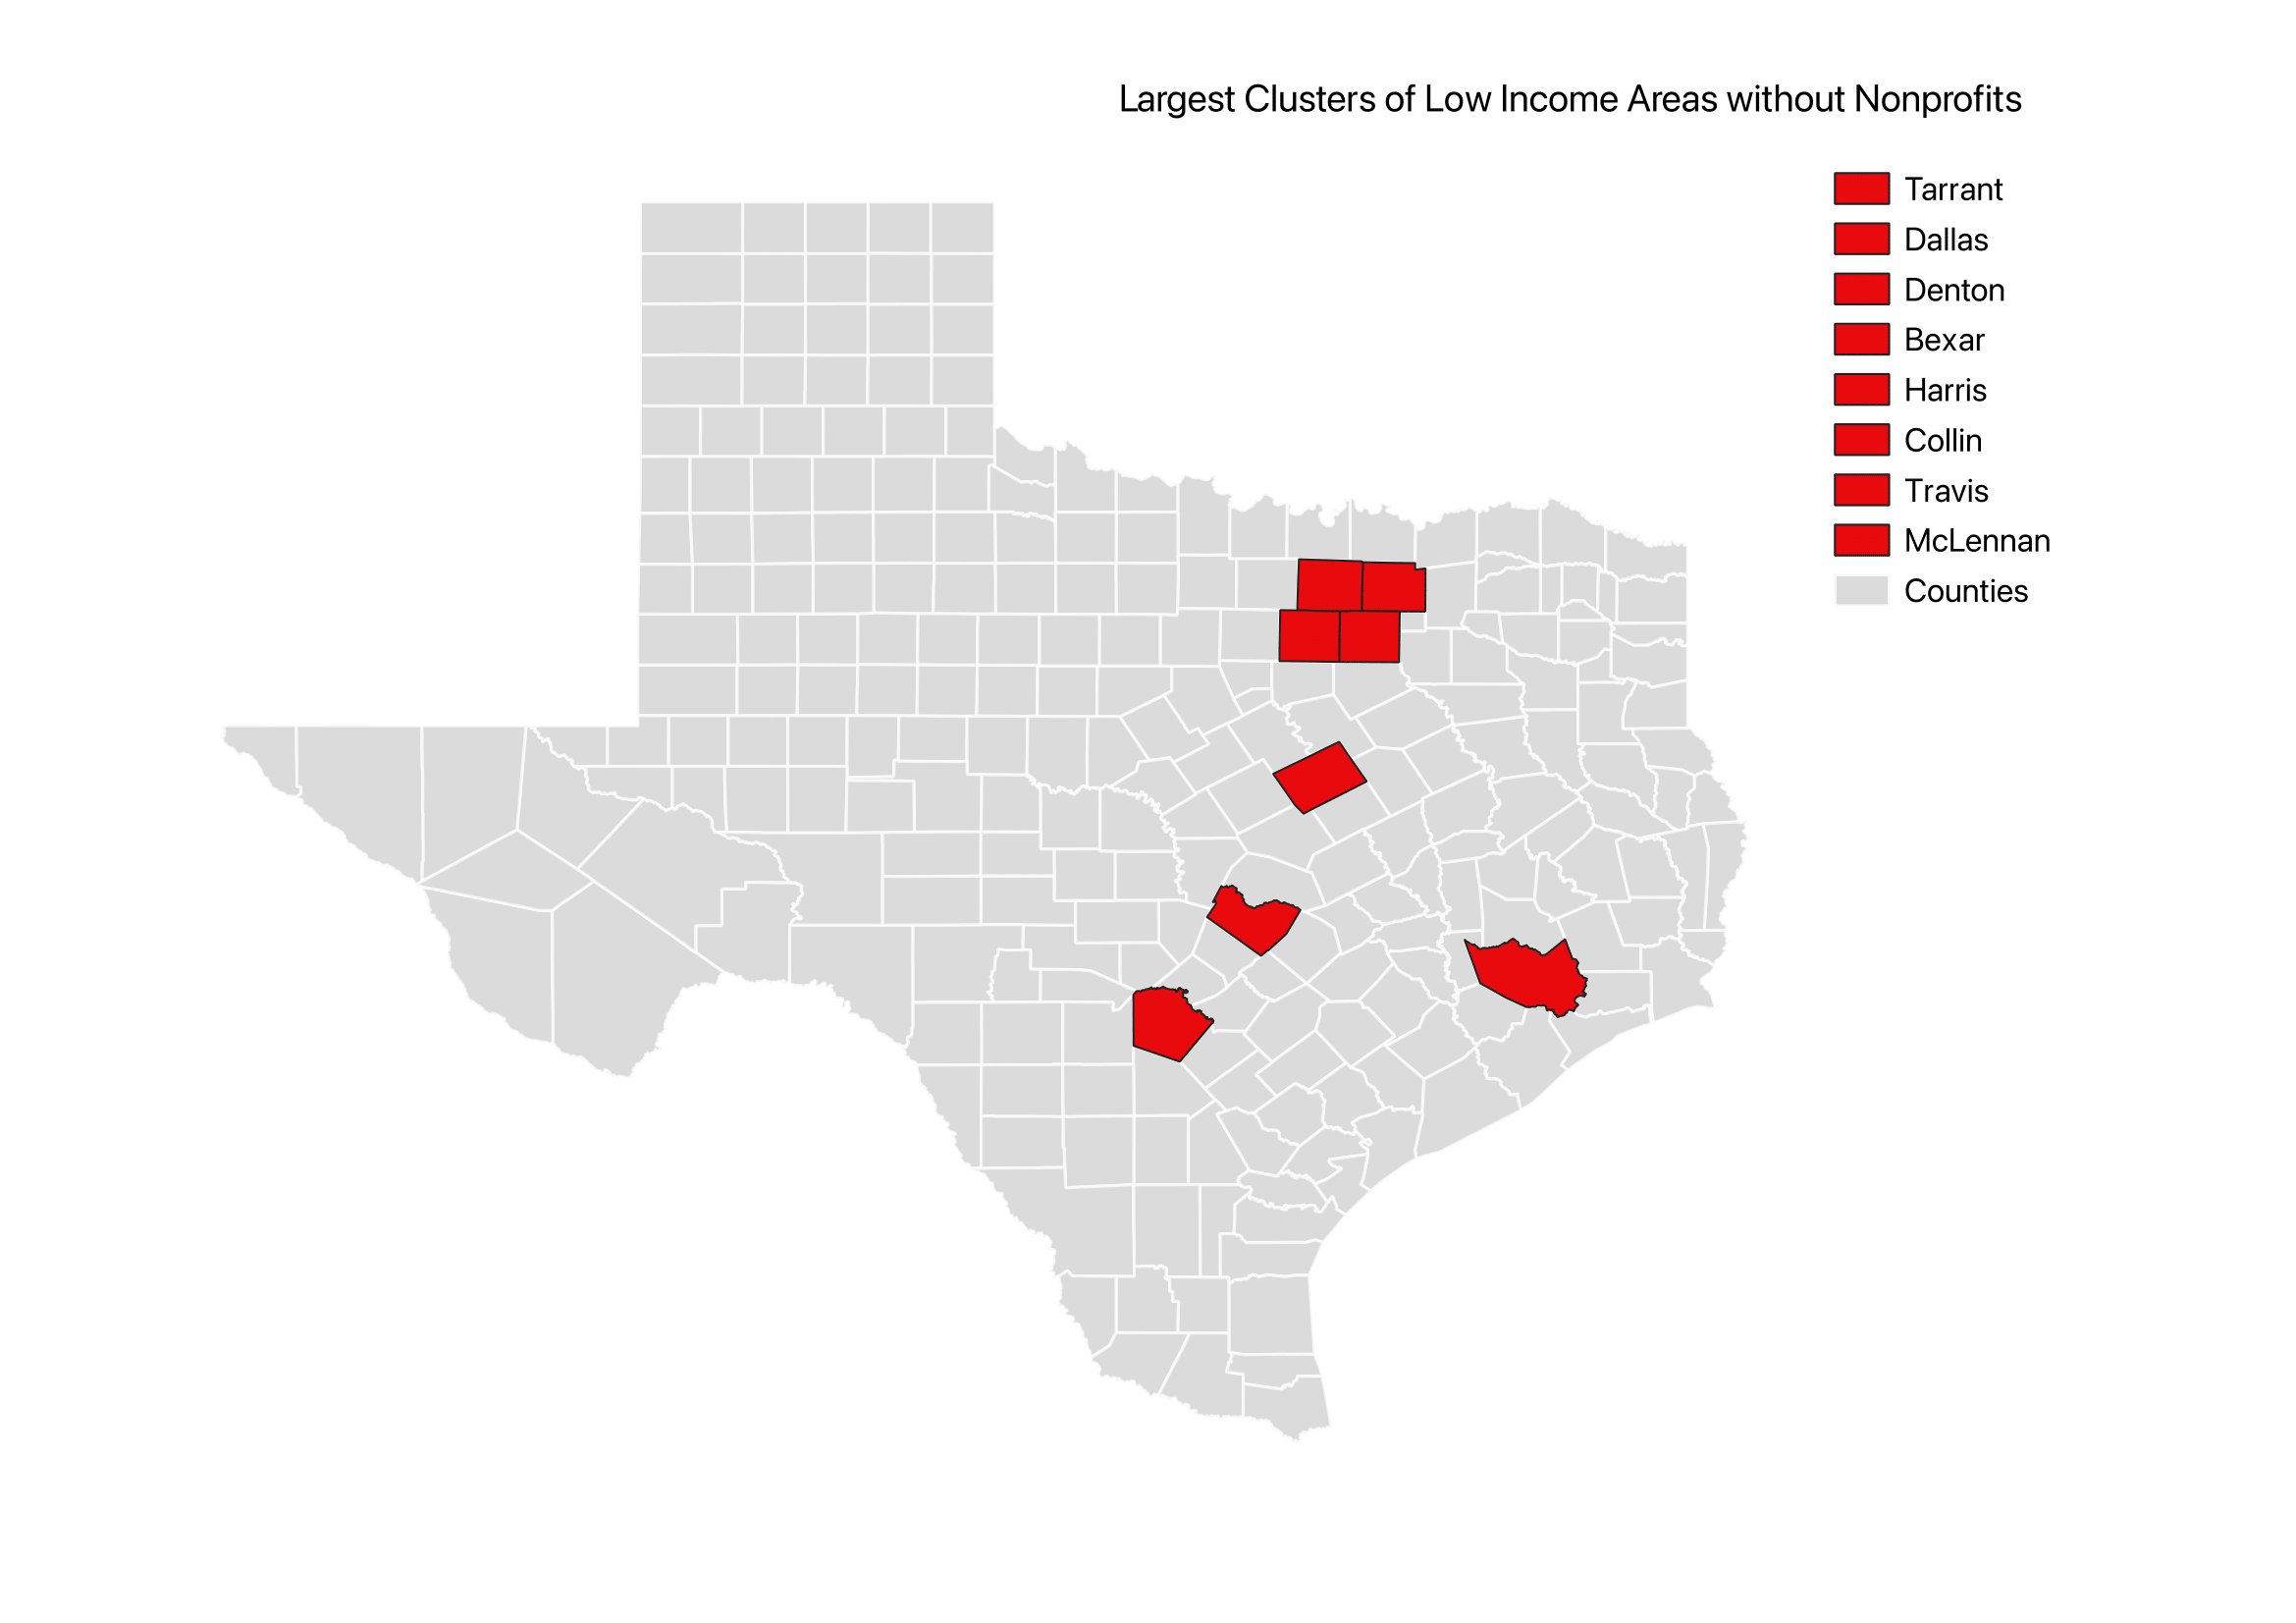 Largest Clusters of Low Income Areas without Nonprofits
Tarrant
Dallas
Denton
Bexar
Harris
Collin
Travis
McLennan
Counties